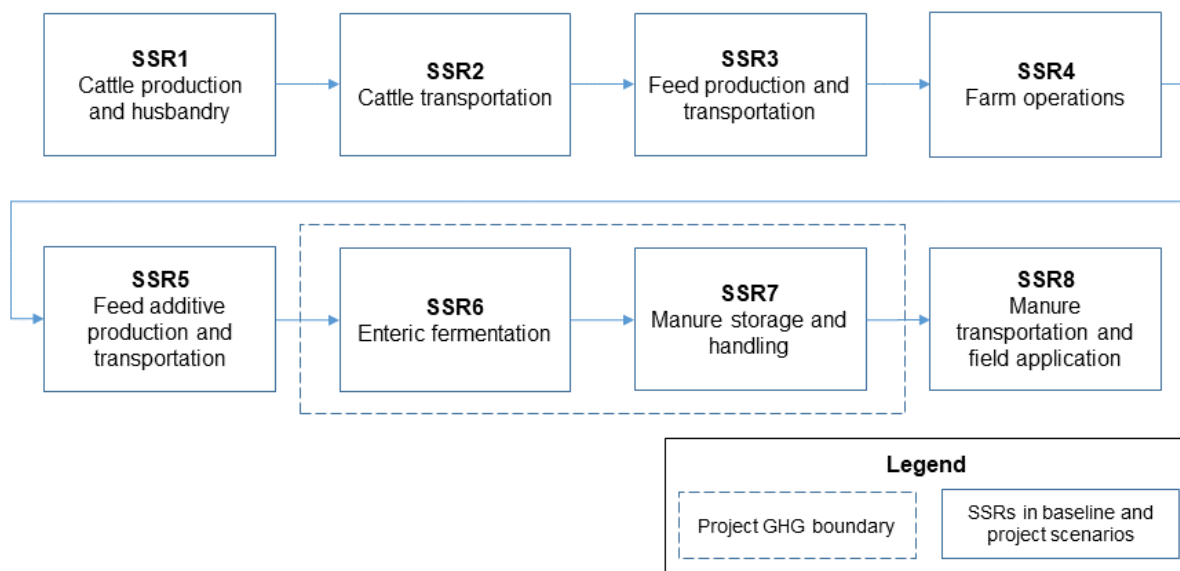 SSR1
Cattle production
and husbandry
SSR2
Cattle transportation
SSR3
Feed production and
transportation
SSR4
Farm operations
SSR5
Feed additive
production and
transportation
SSR6
Enteric fermentation
SSR7
Manure storage and
handling
SSR8
Manure
transportation and
field application
Legend
Project GHG boundary
SSRs in baseline and
project scenarios